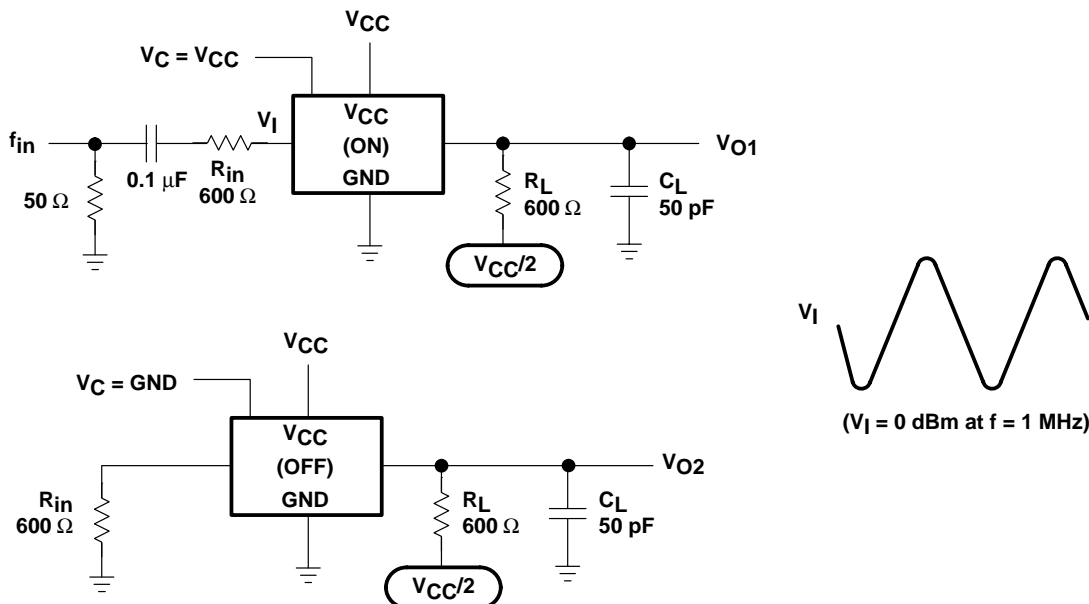 VCC
VC = VCC
fin
50 Ω
0.1 μF
Rin
600 Ω
VI
VCC
(ON)
GND
RL
600 Ω
VCC/2
CL
50 pF
VO1
VI
(VI = 0 dBm at f = 1 MHz)
VCC
VC = GND
Rin
600 Ω
VCC
(OFF)
GND
RL
600 Ω
VCC/2
CL
50 pF
VO2